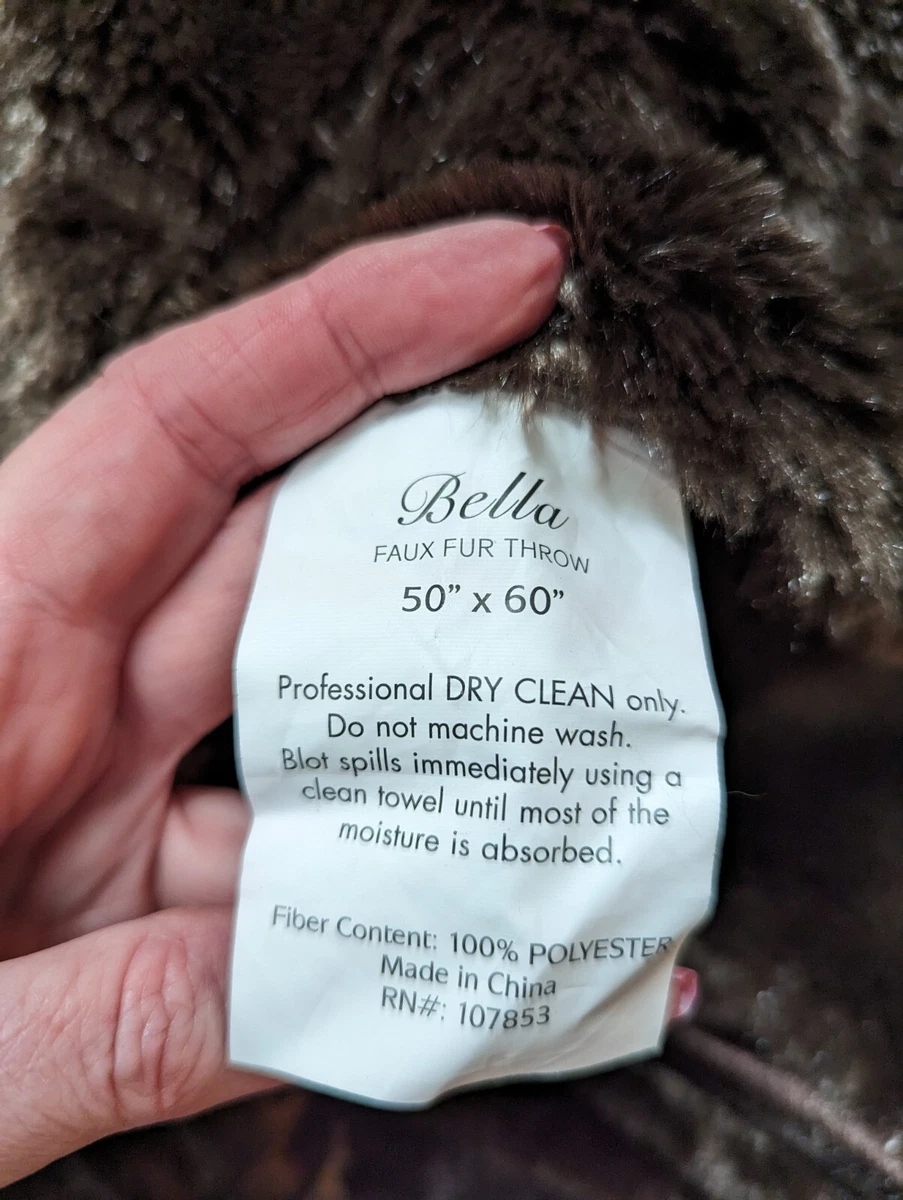 Bella
FAUX FUR THROW
50” x 60”
Professional DRY CLEAN only.
Do not machine wash.
Blot spills immediately using a
clean towel until most of the
moisture is absorbed.
Fiber Content: 100% POLYESTER
Made in China
RN#: 107853